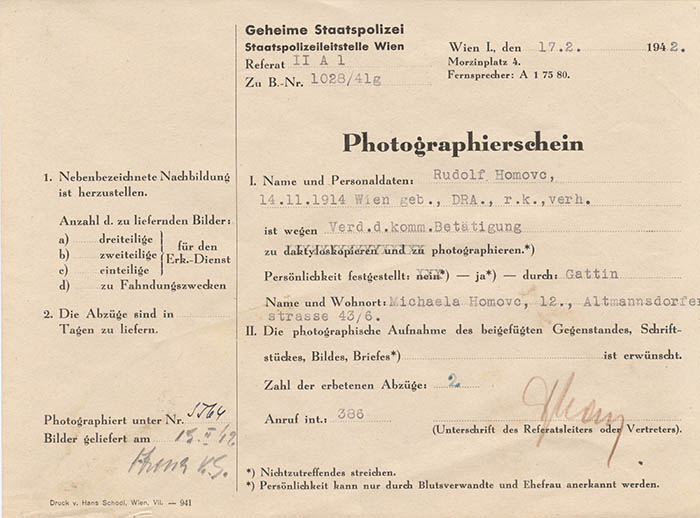 Geheime Staatspolizei
Staatspolizeileitstelle Wien
Referat II A 1
Zu B.-Nr. 1028/41g
Wien I., den 17.2. 1942.
Morzinplatz 4.
Fernsprecher: A 1 75 80.
Photographierschein
1. Nebenbezeichnete Nachbildung
ist herzustellen.
Anzahl d. zu liefernden Bilder:
a) dreiteilige
b) zweiteilige
c) einteilige
für den
Erk.-Dienst
d) zu Fahndungszwecken
2. Die Abzüge sind in
Tagen zu liefern.
Photographiert unter Nr.
Bilder geliefert am
Druck v. Hans Schodl, Wien, VII. — 941
I. Name und Personaldaten: Rudolf Homovc,
14.11.1914 Wien geb., DRA., r.k.,verh.
ist wegen Verd.d.komm.Betätigung
zu daktyloskopieren und zu photographieren.*)
Persönlichkeit festgestellt: nein*) — ja*) — durch: Gattin
Name und Wohnort: Michaela Homovc, 12., Altmannsdorfer
strasse 43/6.
II. Die photographische Aufnahme des beigefügten Gegenstandes, Schrift-
stückes, Bildes, Briefes*) ist erwünscht.
Zahl der erbetenen Abzüge: 2
Anruf int.: 386
(Unterschrift des Referatsleiters oder Vertreters).
*) Nichtzutreffendes streichen.
*) Persönlichkeit kann nur durch Blutsverwandte und Ehefrau anerkannt werden.